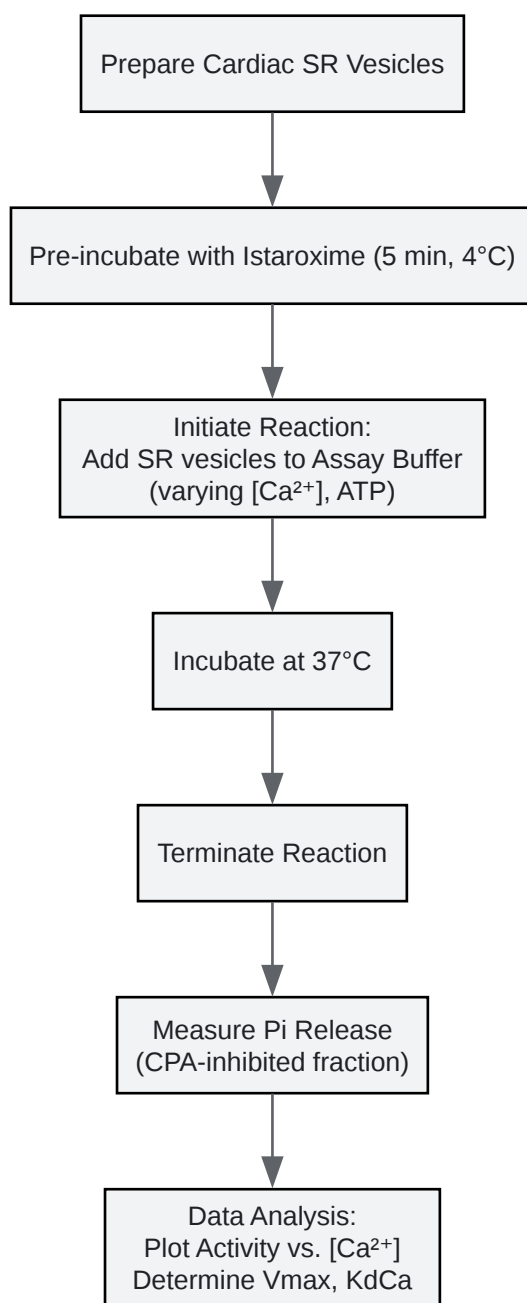 Prepare Cardiac SR Vesicles
Pre-incubate with Istaroxime (5 min, 4°C)
Initiate Reaction:
Add SR vesicles to Assay Buffer
(varying [Ca²⁺], ATP)
Incubate at 37°C
Terminate Reaction
Measure Pi Release
(CPA-inhibited fraction)
Data Analysis:
Plot Activity vs. [Ca²⁺]
Determine Vmax, KdCa